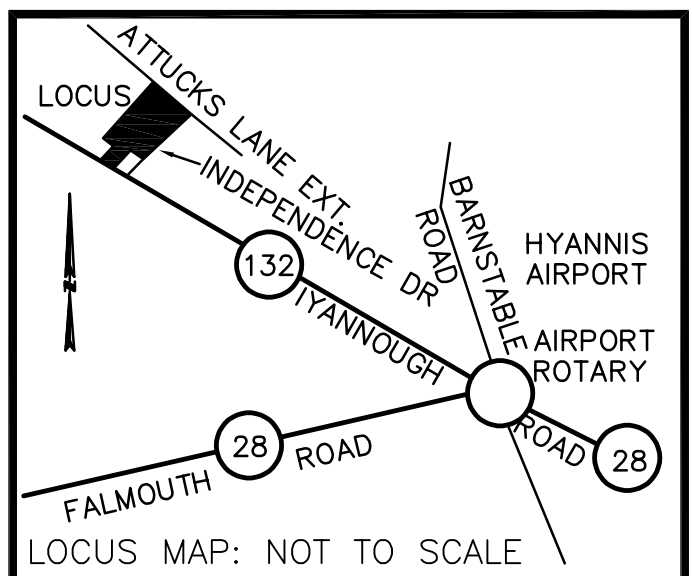 ATTUCKS LANE EXT.
LOCUS
INDEPENDENCE DR
BARNSTABLE
ROAD
HYANNIS
AIRPORT
132
IYANNOUGH
AIRPORT
ROTARY
N
28
ROAD
ROAD
28
FALMOUTH
LOCUS MAP: NOT TO SCALE